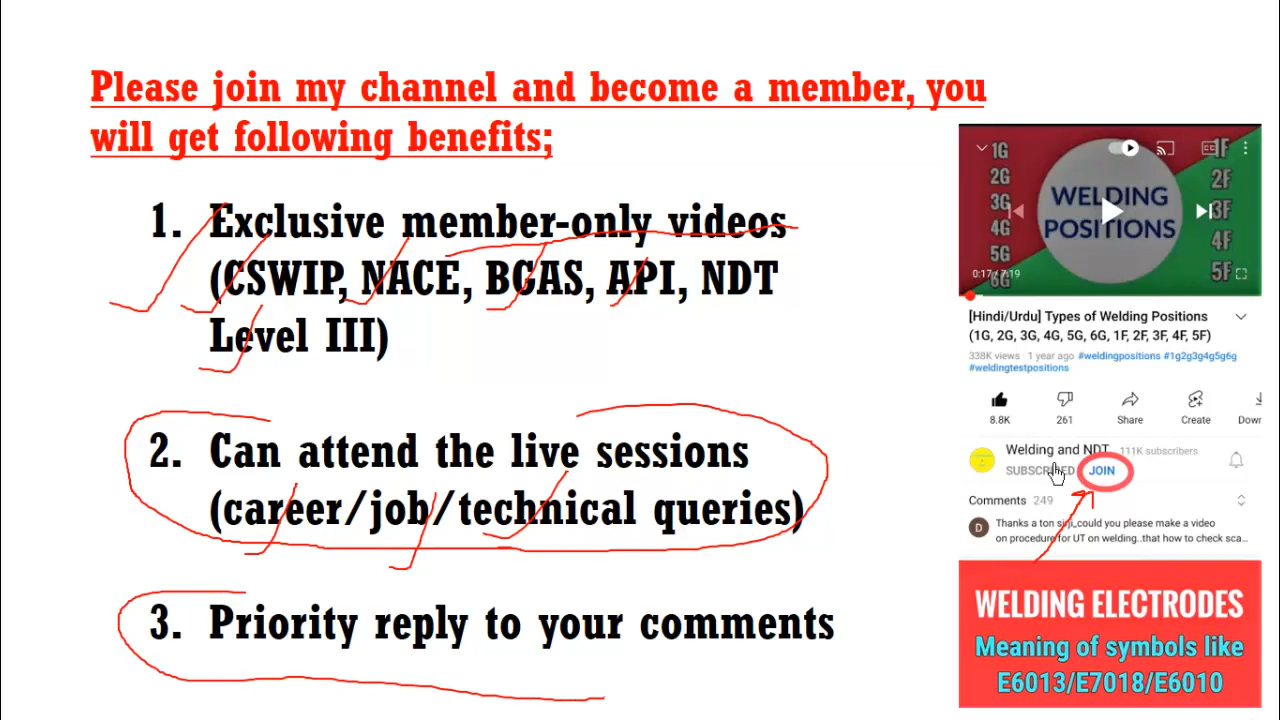 Please join my channel and become a member, you
will get following benefits;
1. Exclusive member-only videos
(CSWIP, NACE, BGAS, API, NDT
Level III)
2. Can attend the live sessions
(career/job/technical queries)
3. Priority reply to your comments
1G
2G
3G
4G
5G
6G
WELDING
POSITIONS
CC
1F
2F
3F
4F
5F
0:17 / 7:19
[Hindi/Urdu] Types of Welding Positions
(1G, 2G, 3G, 4G, 5G, 6G, 1F, 2F, 3F, 4F, 5F)
338K views · 1 year ago #weldingpositions #1g2g3g4g5g6g
#weldingtestpositions
8.8K 261 Share Create Down
Welding and NDT 111K subscribers
SUBSCRIBED JOIN
Comments 249
D
Thanks a ton sirji,,could you please make a video
on procedure for UT on welding..that how to check sca...
WELDING ELECTRODES
Meaning of symbols like
E6013/E7018/E6010